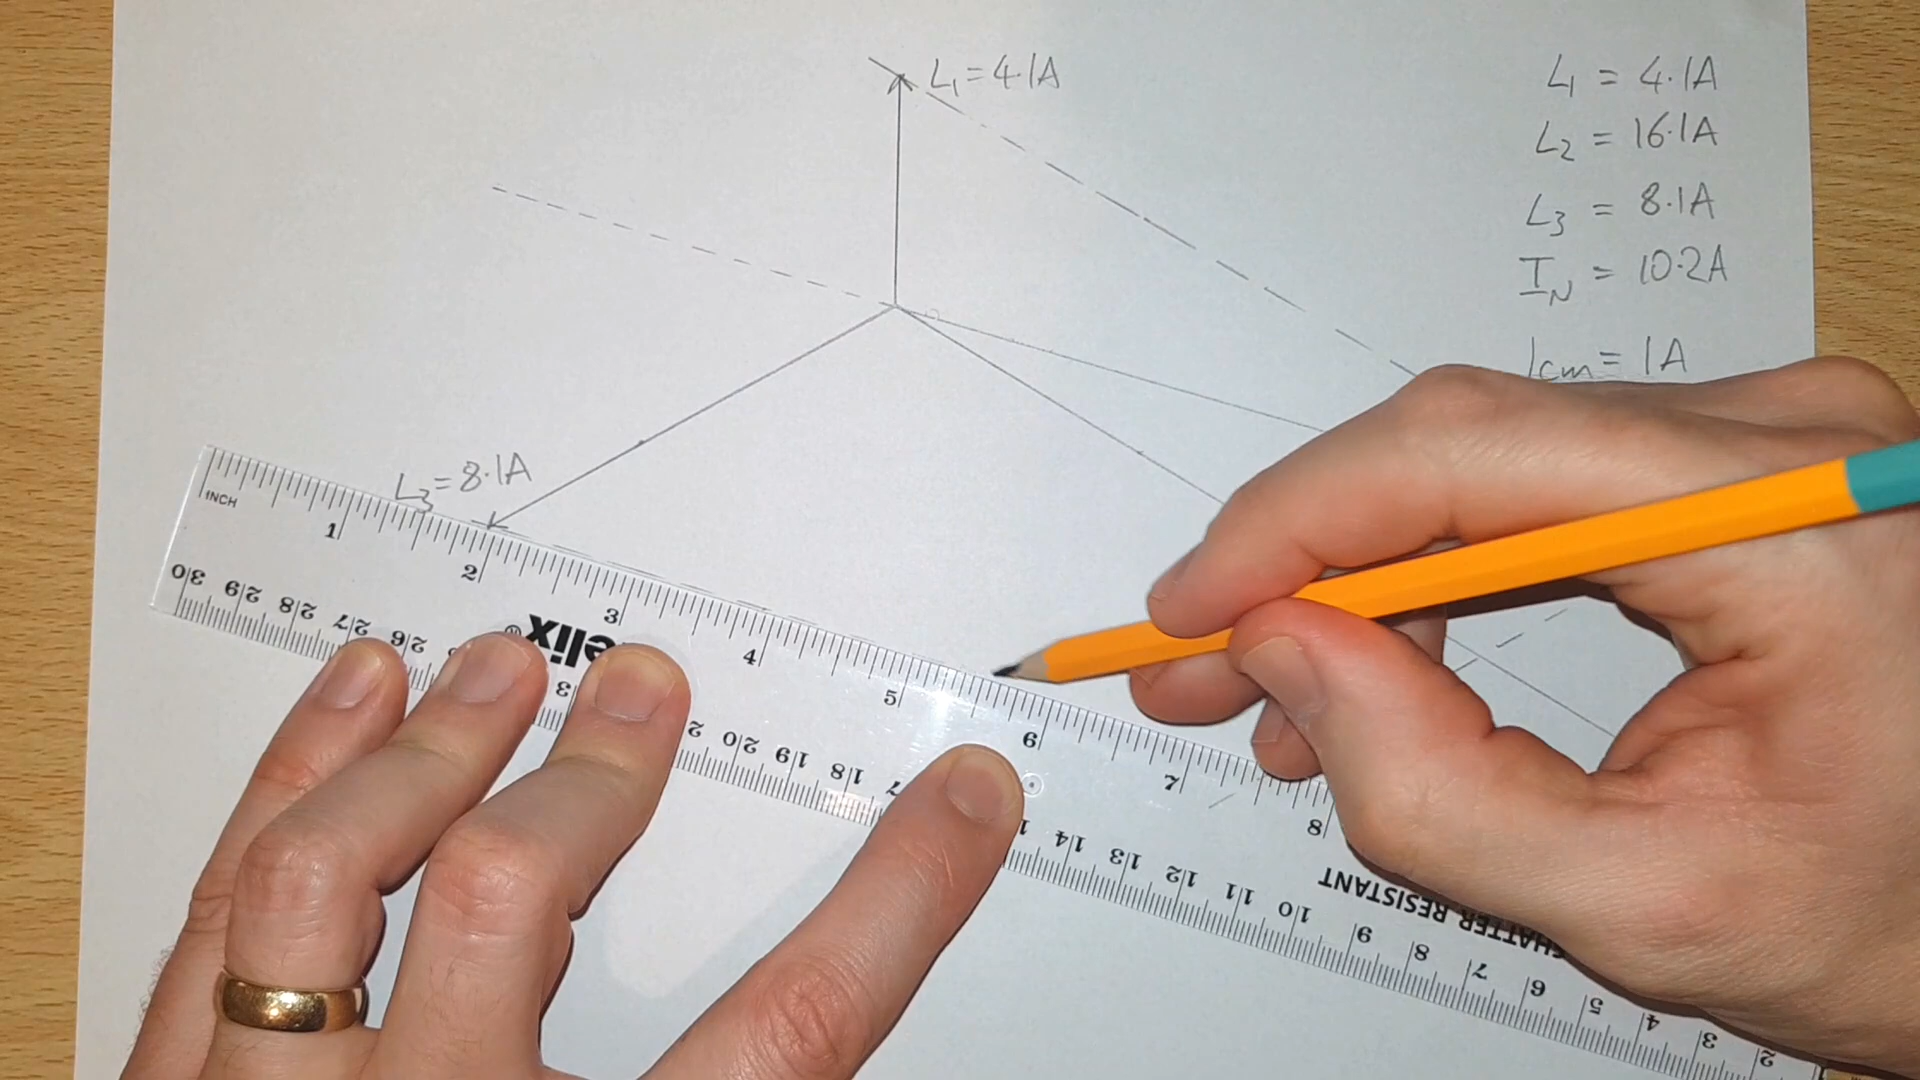 L1 = 4.1A
L1 = 4.1A
L2 = 16.1A
L3 = 8.1A
IN = 10.2A
1cm = 1A
L3 = 8.1A
INCH
1 2 3 4 5 6 7 8
elix®
30 29 28 27 26
20 19 18
14 13 12 11 10 9 8 7 6 5 4 3 2
HATTER RESISTANT